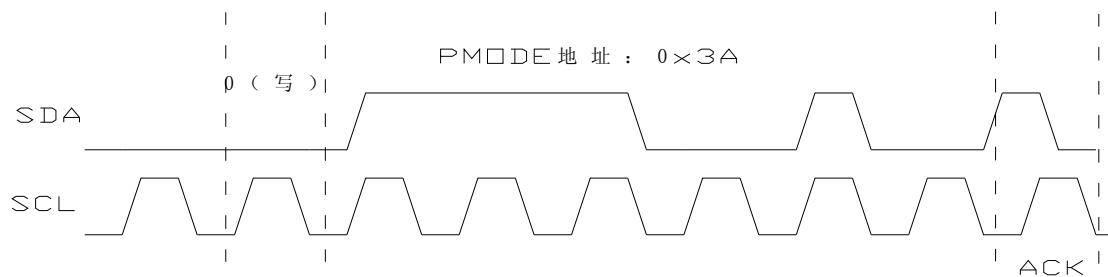 PMODE地址：0x3A
0（写）
SDA
SCL
ACK